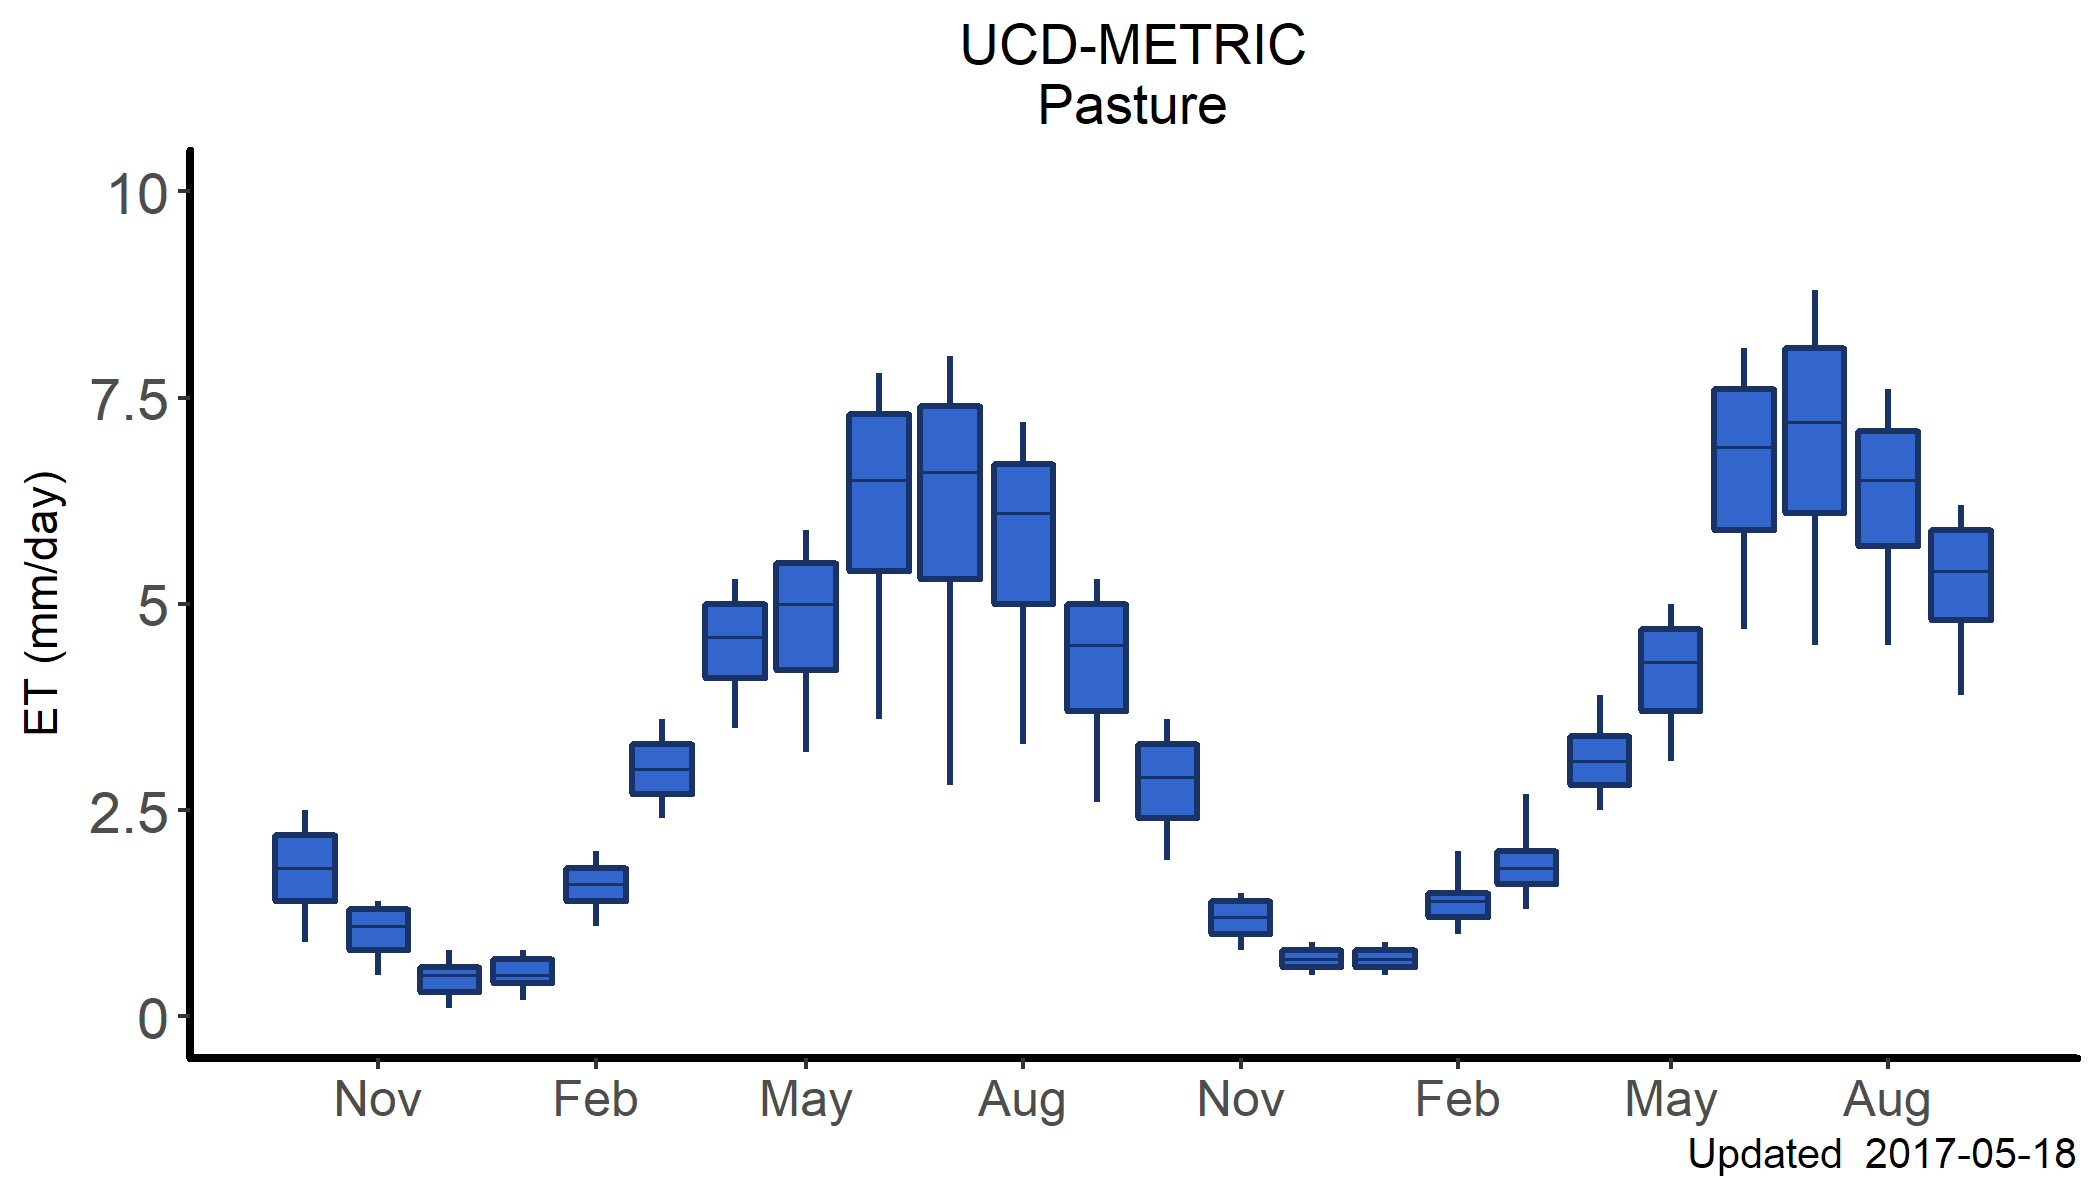 UCD-METRIC
Pasture
10
7.5
5
2.5
0
ET (mm/day)
Nov Feb May Aug Nov Feb May Aug
Updated 2017-05-18